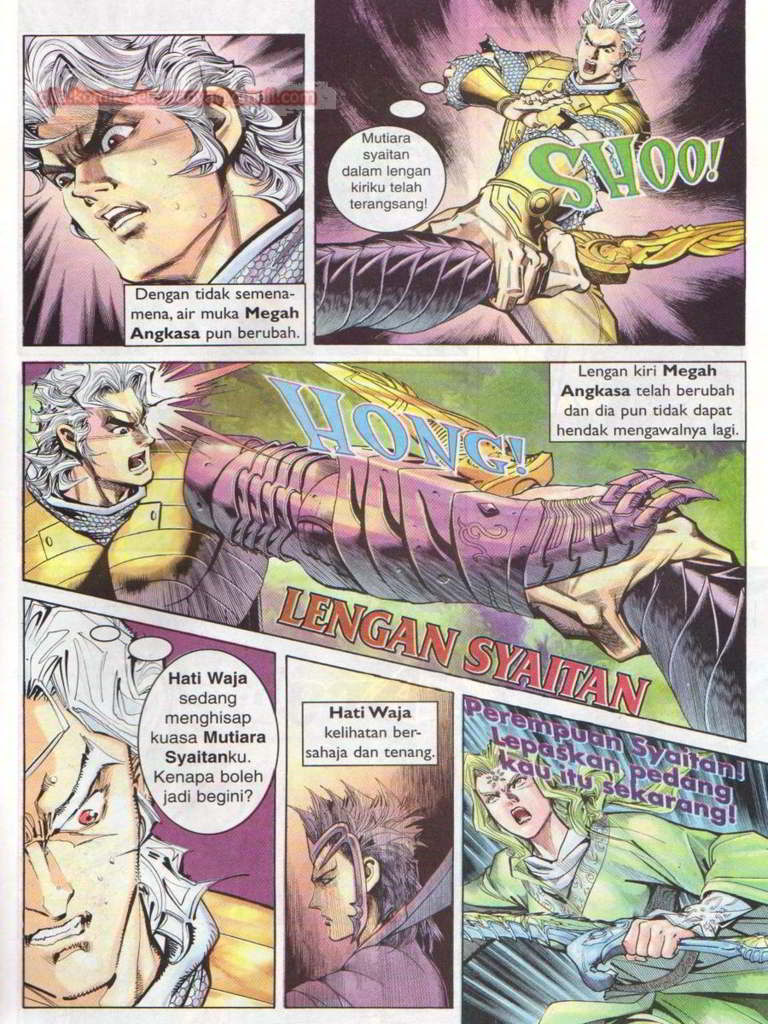 Dengan tidak semena-
mena, air muka Megah
Angkasa pun berubah.
Mutiara
syaitan
dalam lengan
kiriku telah
terangsang!
SHOO!
Lengan kiri Megah
Angkasa telah berubah
dan dia pun tidak dapat
hendak mengawalnya lagi.
HONG!
LENGAN SYAITAN
Hati Waja
sedang
menghisap
kuasa Mutiara
Syaitanku.
Kenapa boleh
jadi begini?
Hati Waja
kelihatan ber-
sahaja dan tenang.
Perempuan Syaitan!
Lepaskan pedang
kau itu sekarang!